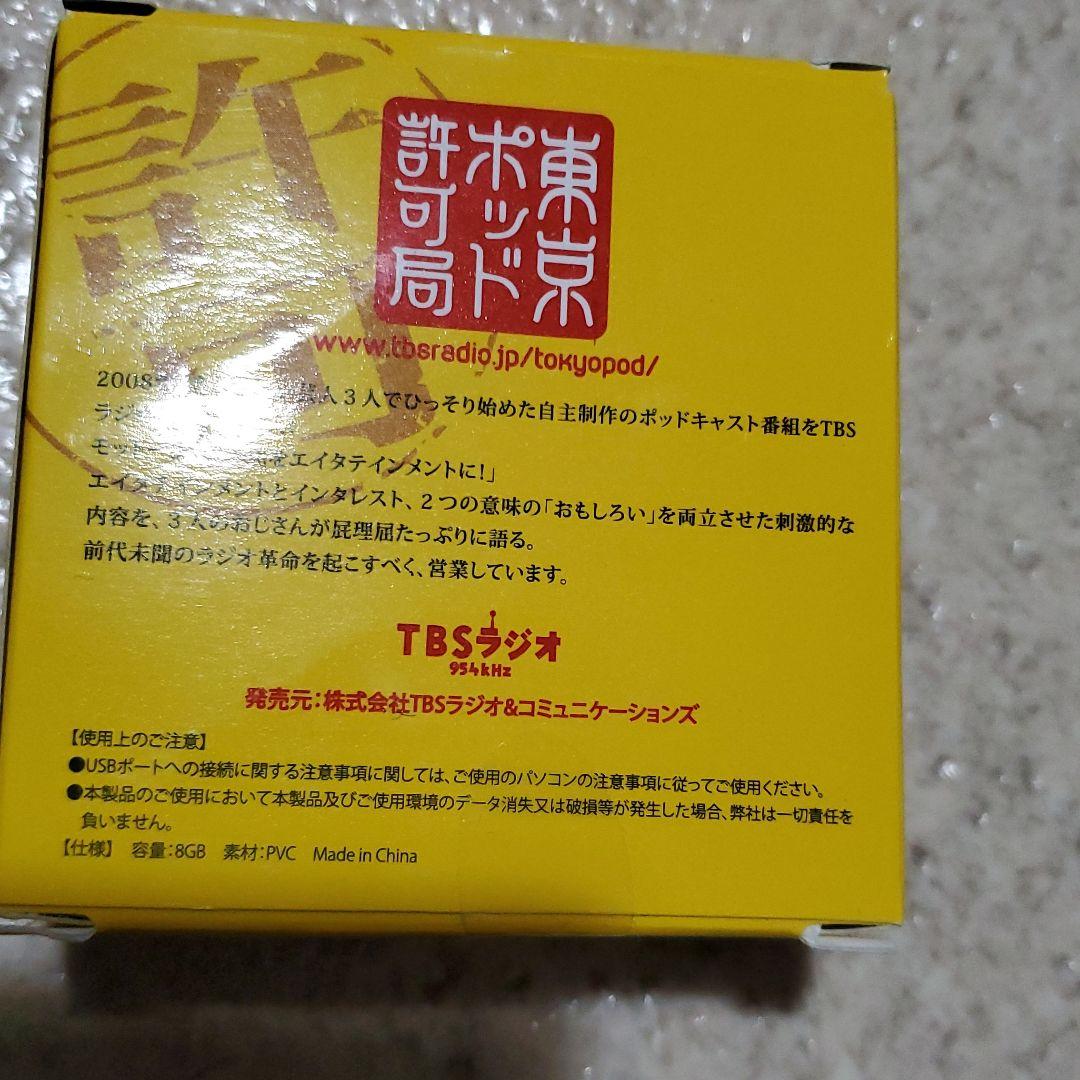 許可
東京
ポッド
許可局
www.tbsradio.jp/tokyopod/
2008 人3人でひっそり始めた自主制作のポッドキャスト番組をTBS
ラジ
モッ をエイタテインメントに!」
エイタテインメントとインタレスト、2つの意味の「おもしろい」を両立させた刺激的な
内容を、3人のおじさんが屁理屈たっぷりに語る。
前代未聞のラジオ革命を起こすべく、営業しています。
TBSラジオ
954kHz
発売元:株式会社TBSラジオ&コミュニケーションズ
【使用上のご注意】
●USBポートへの接続に関する注意事項に関しては、ご使用のパソコンの注意事項に従ってご使用ください。
●本製品のご使用において本製品及びご使用環境のデータ消失又は破損等が発生した場合、弊社は一切責任を
負いません。
【仕様】 容量:8GB 素材:PVC Made in China